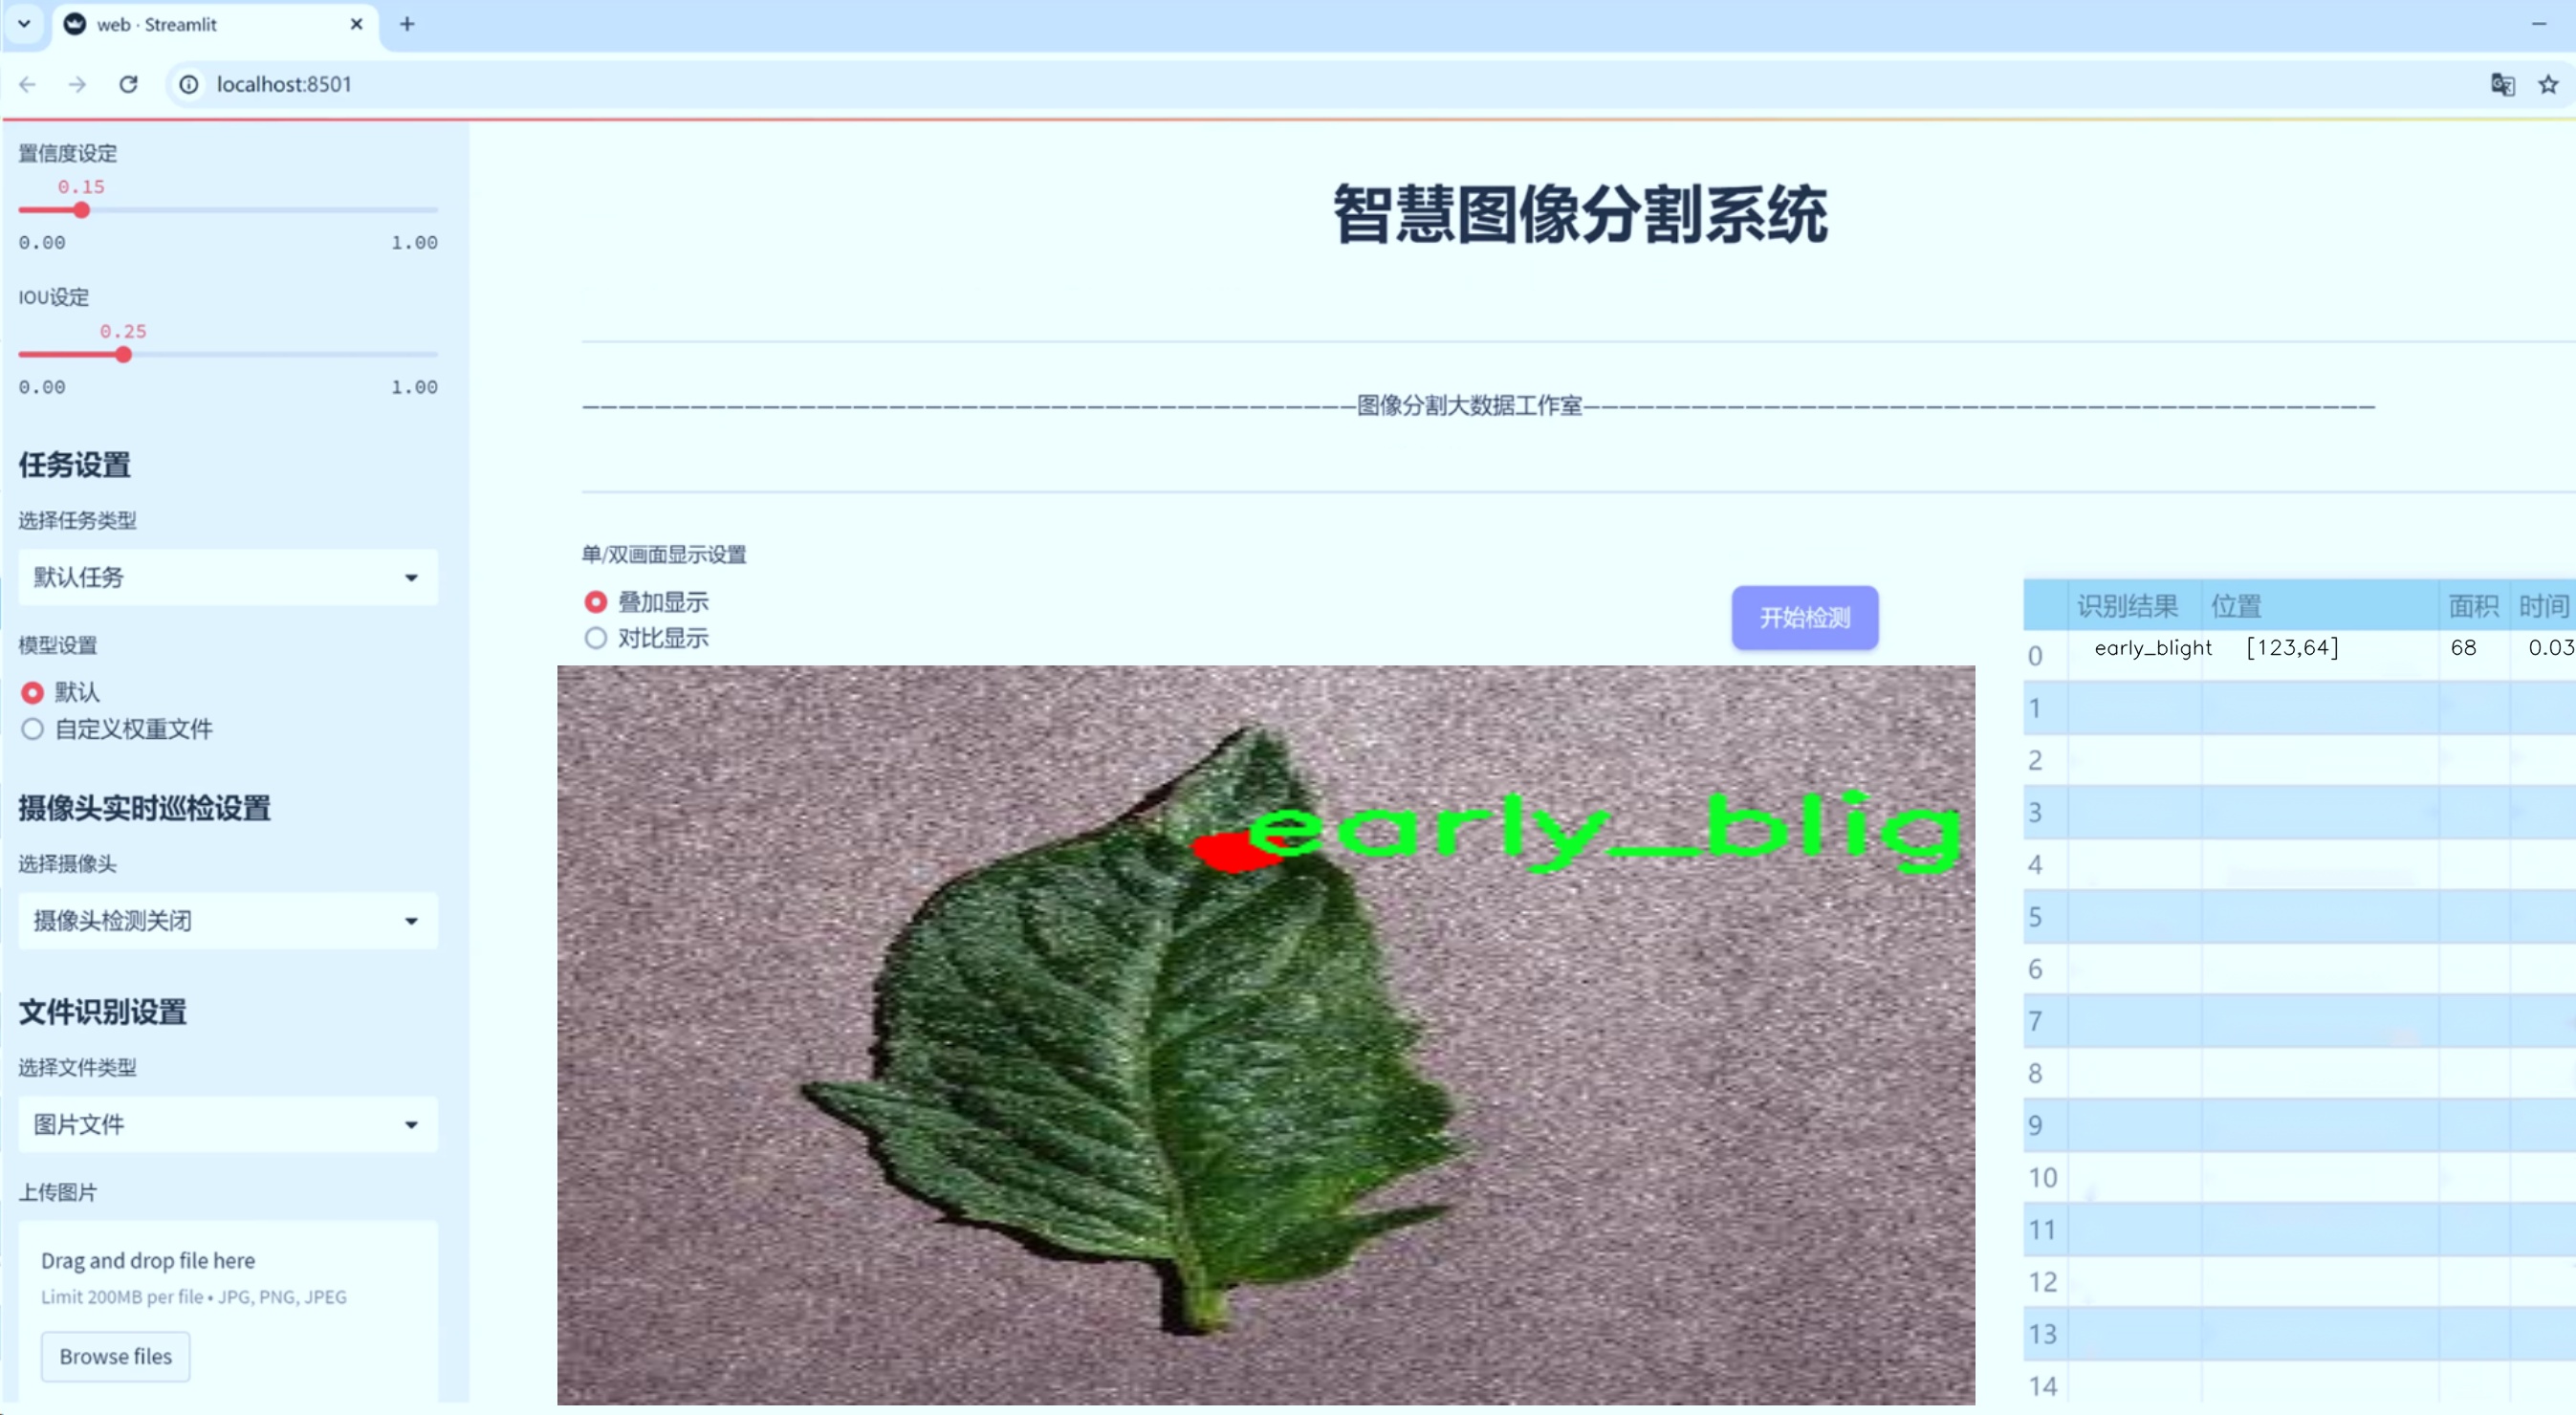 web · Streamlit
localhost:8501
置信度设定
0.15
0.00 1.00
IOU设定
0.25
0.00 1.00
任务设置
选择任务类型
默认任务
模型设置
默认
自定义权重文件
摄像头实时巡检设置
选择摄像头
摄像头检测关闭
文件识别设置
选择文件类型
图片文件
上传图片
Drag and drop file here
Limit 200MB per file • JPG, PNG, JPEG
Browse files
智慧图像分割系统
———————————————————————————————————————————图像分割大数据工作室————————————————————————————————————————————
单/双画面显示设置
叠加显示
对比显示
开始检测
early_blig
识别结果 位置 面积 时间
0 early_blight [123,64] 68 0.03
1
2
3
4
5
6
7
8
9
10
11
12
13
14